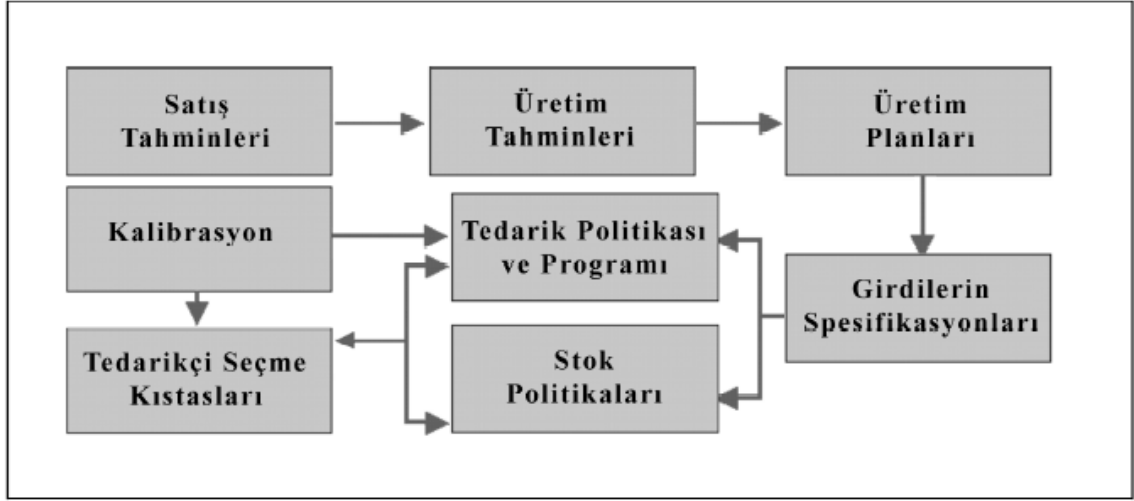 Satış
Tahminleri
Üretim
Tahminleri
Üretim
Planları
Kalibrasyon
Tedarik Politikası
ve Programı
Girdilerin
Spesifikasyonları
Tedarikçi Seçme
Kıstasları
Stok
Politikaları